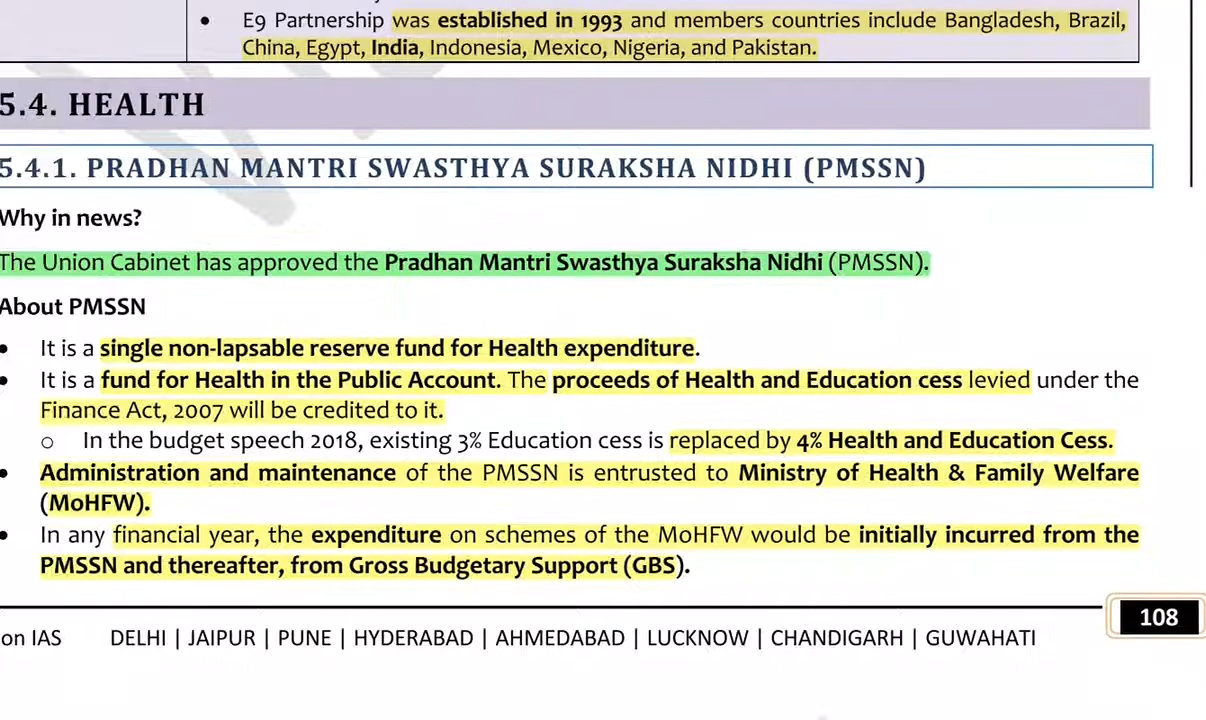 • E9 Partnership was established in 1993 and members countries include Bangladesh, Brazil,
China, Egypt, India, Indonesia, Mexico, Nigeria, and Pakistan.
5.4. HEALTH
5.4.1. PRADHAN MANTRI SWASTHYA SURAKSHA NIDHI (PMSSN)
Why in news?
The Union Cabinet has approved the Pradhan Mantri Swasthya Suraksha Nidhi (PMSSN).
About PMSSN
• It is a single non-lapsable reserve fund for Health expenditure.
• It is a fund for Health in the Public Account. The proceeds of Health and Education cess levied under the
Finance Act, 2007 will be credited to it.
o In the budget speech 2018, existing 3% Education cess is replaced by 4% Health and Education Cess.
• Administration and maintenance of the PMSSN is entrusted to Ministry of Health & Family Welfare
(MoHFW).
• In any financial year, the expenditure on schemes of the MoHFW would be initially incurred from the
PMSSN and thereafter, from Gross Budgetary Support (GBS).
108
on IAS DELHI | JAIPUR | PUNE | HYDERABAD | AHMEDABAD | LUCKNOW | CHANDIGARH | GUWAHATI